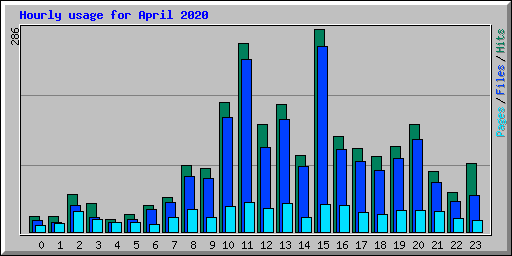 Hourly usage for April 2020
286
Pages/Files/Hits
0 1 2 3 4 5 6 7 8 9 10 11 12 13 14 15 16 17 18 19 20 21 22 23